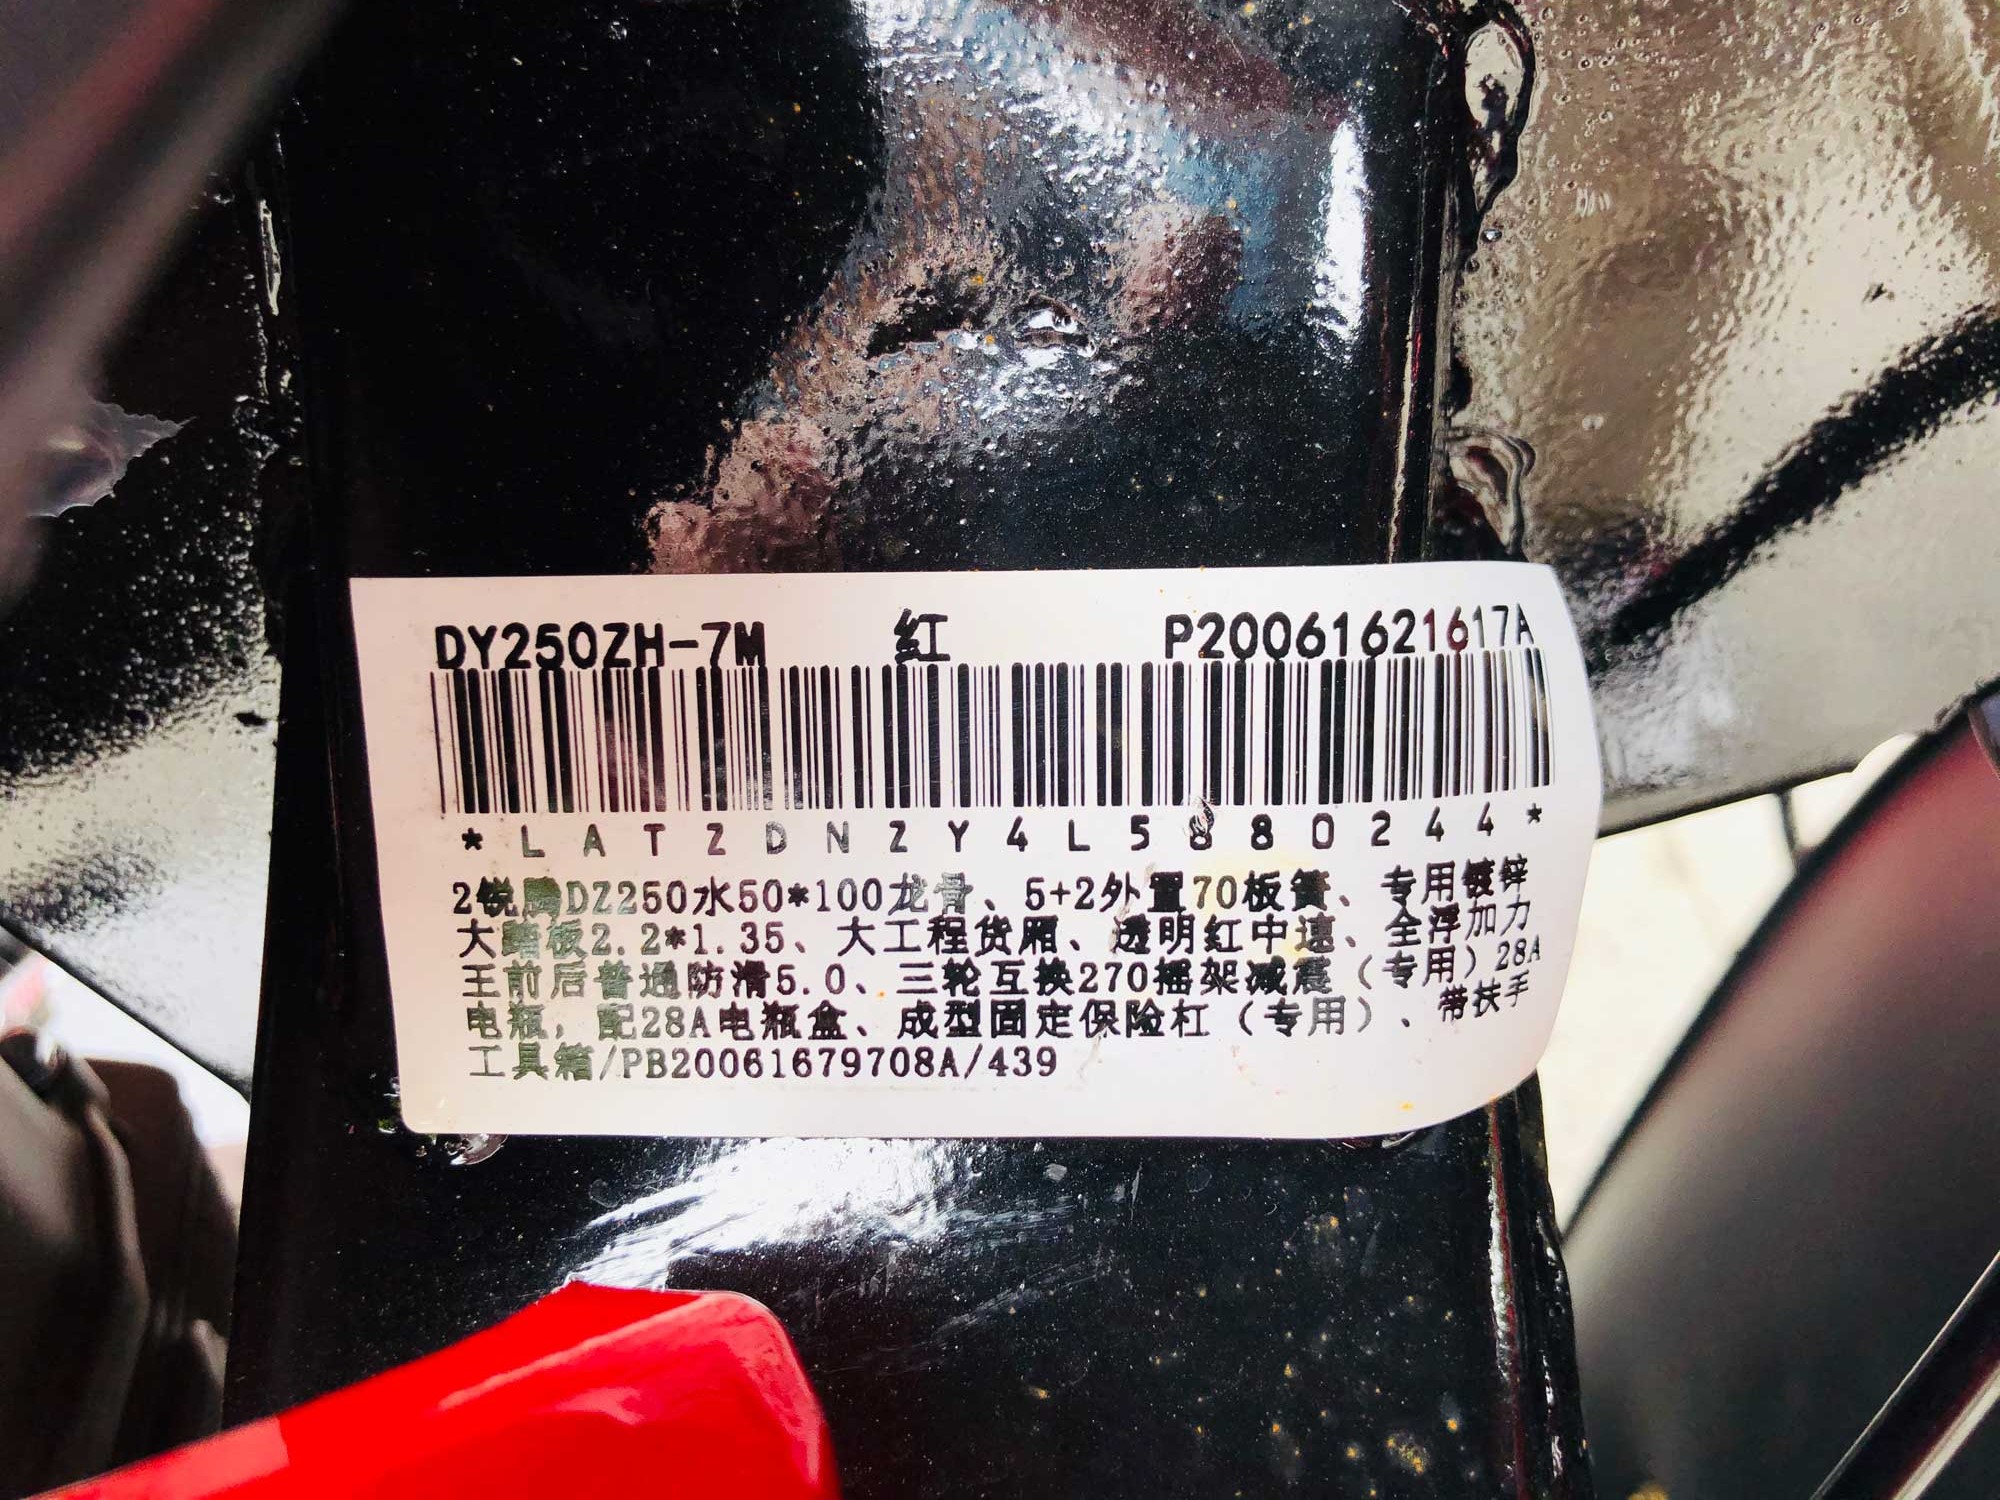 DY250ZH-7M 红 P20061621617A
*LATZDNZY4L5880244*
2锐腾DZ250水50*100龙骨、5+2外置70板簧、专用镀锌
大踏板2.2*1.35、大工程货厢、透明红中速、全浮加力
王前后普通防滑5.0、三轮互换270摇架减震（专用）28A
电瓶，配28A电瓶盒、成型固定保险杠（专用）、带扶手
工具箱/PB20061679708A/439